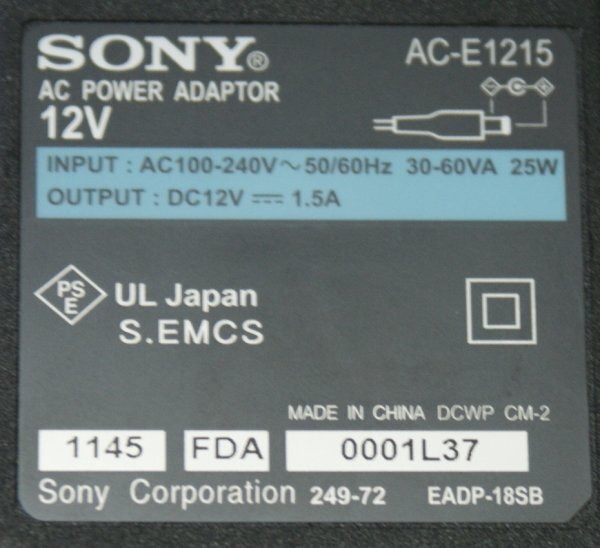 SONY® AC-E1215
AC POWER ADAPTOR
12V
INPUT : AC100-240V～50/60Hz 30-60VA 25W
OUTPUT : DC12V ⎓ 1.5A
PS
E
UL Japan
S.EMCS
MADE IN CHINA DCWP CM-2
1145 FDA 0001L37
Sony Corporation 249-72 EADP-18SB